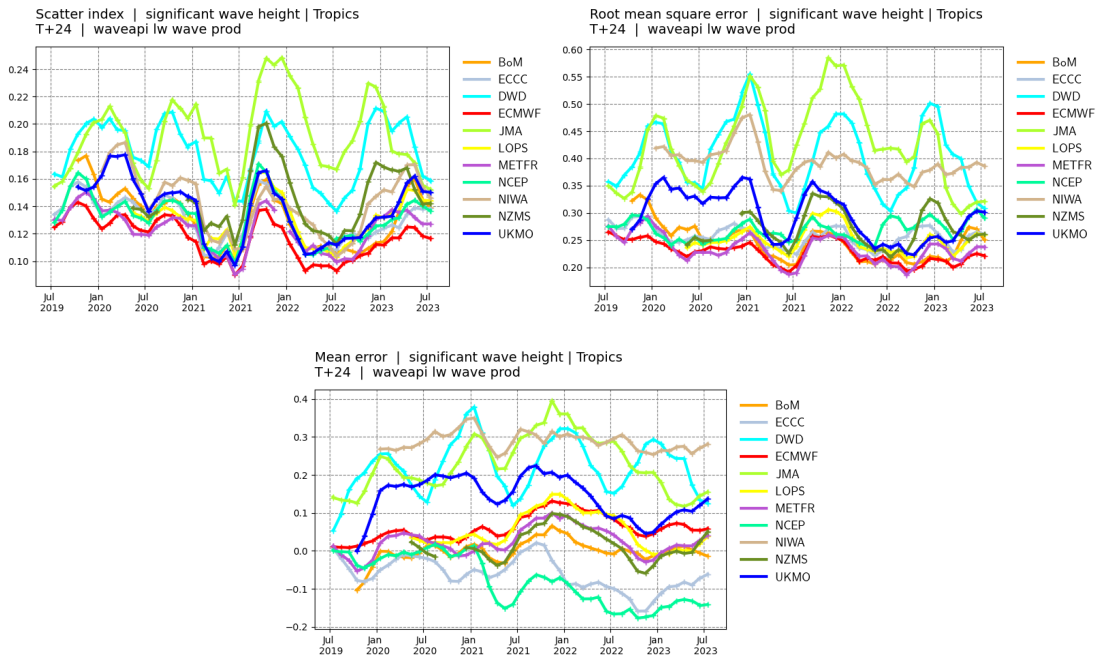 Scatter index | significant wave height | Tropics
T+24 | waveapi lw wave prod
0.24
0.22
0.20
0.18
0.16
0.14
0.12
0.10
Jul 2019
Jan 2020
Jul 2020
Jan 2021
Jul 2021
Jan 2022
Jul 2022
Jan 2023
Jul 2023
BoM
ECCC
DWD
ECMWF
JMA
LOPS
METFR
NCEP
NIWA
NZMS
UKMO
Root mean square error | significant wave height | Tropics
T+24 | waveapi lw wave prod
0.60
0.55
0.50
0.45
0.40
0.35
0.30
0.25
0.20
Jul 2019
Jan 2020
Jul 2020
Jan 2021
Jul 2021
Jan 2022
Jul 2022
Jan 2023
Jul 2023
BoM
ECCC
DWD
ECMWF
JMA
LOPS
METFR
NCEP
NIWA
NZMS
UKMO
Mean error | significant wave height | Tropics
T+24 | waveapi lw wave prod
0.4
0.3
0.2
0.1
0.0
−0.1
−0.2
Jul 2019
Jan 2020
Jul 2020
Jan 2021
Jul 2021
Jan 2022
Jul 2022
Jan 2023
Jul 2023
BoM
ECCC
DWD
ECMWF
JMA
LOPS
METFR
NCEP
NIWA
NZMS
UKMO